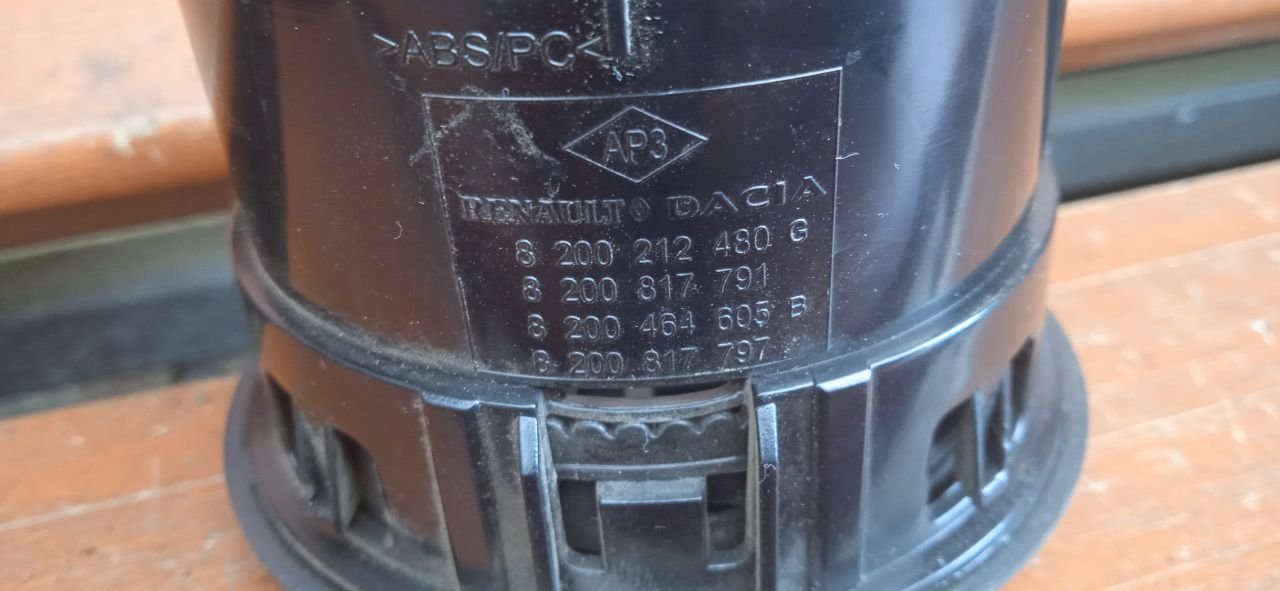 >ABS/PC<
AP3
RENAULT DACIA
8 200 212 480 G
8 200 817 791
8 200 464 605 B
8 200 817 797